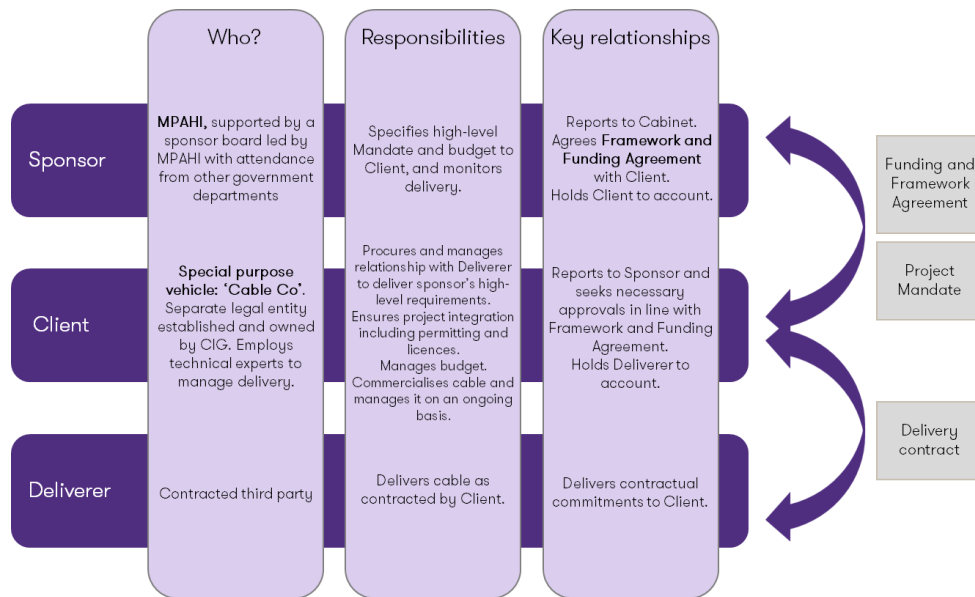 Who?
Responsibilities
Key relationships
Sponsor
MPAHI, supported by a
sponsor board led by
MPAHI with attendance
from other government
departments
Specifies high-level
Mandate and budget to
Client, and monitors
delivery.
Reports to Cabinet.
Agrees Framework and
Funding Agreement
with Client.
Holds Client to account.
Funding and
Framework
Agreement
Client
Special purpose
vehicle: ‘Cable Co’.
Separate legal entity
established and owned
by CIG. Employs
technical experts to
manage delivery.
Procures and manages
relationship with Deliverer
to deliver sponsor’s high-
level requirements.
Ensures project integration
including permitting and
licences.
Manages budget.
Commercialises cable and
manages it on an ongoing
basis.
Reports to Sponsor and
seeks necessary
approvals in line with
Framework and Funding
Agreement.
Holds Deliverer to
account.
Project
Mandate
Deliverer
Contracted third party
Delivers cable as
contracted by Client.
Delivers contractual
commitments to Client.
Delivery
contract